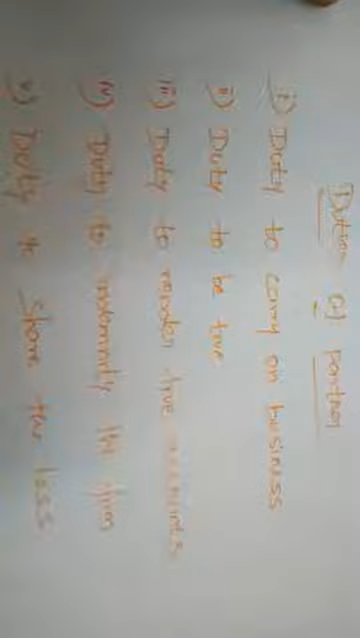 Duties of partner
i) Duty to carry on business
ii) Duty to be true
iii) Duty to render true accounts
iv) Duty to indemnify the firm
v) Duty to share the loss